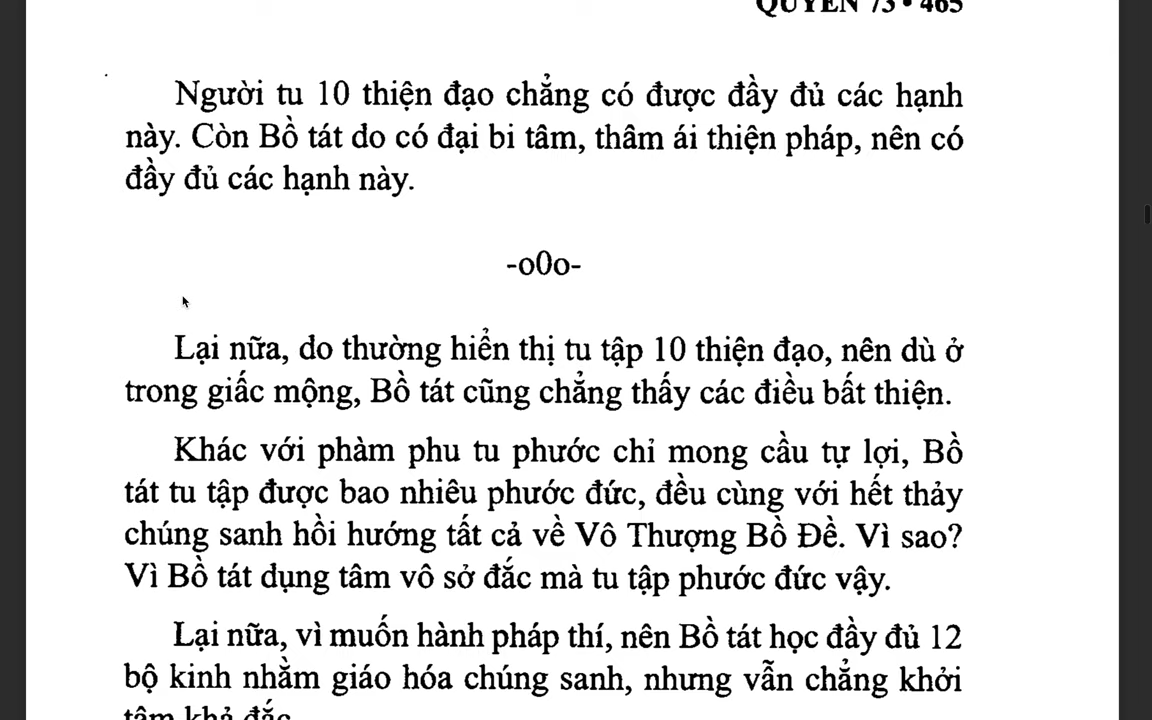 QUYỂN 73 • 465
Người tu 10 thiện đạo chẳng có được đầy đủ các hạnh
này. Còn Bồ tát do có đại bi tâm, thâm ái thiện pháp, nên có
đầy đủ các hạnh này.
-o0o-
Lại nữa, do thường hiển thị tu tập 10 thiện đạo, nên dù ở
trong giấc mộng, Bồ tát cũng chẳng thấy các điều bất thiện.
Khác với phàm phu tu phước chỉ mong cầu tự lợi, Bồ
tát tu tập được bao nhiêu phước đức, đều cùng với hết thảy
chúng sanh hồi hướng tất cả về Vô Thượng Bồ Đề. Vì sao?
Vì Bồ tát dụng tâm vô sở đắc mà tu tập phước đức vậy.
Lại nữa, vì muốn hành pháp thí, nên Bồ tát học đầy đủ 12
bộ kinh nhằm giáo hóa chúng sanh, nhưng vẫn chẳng khởi
tâm khả đắc